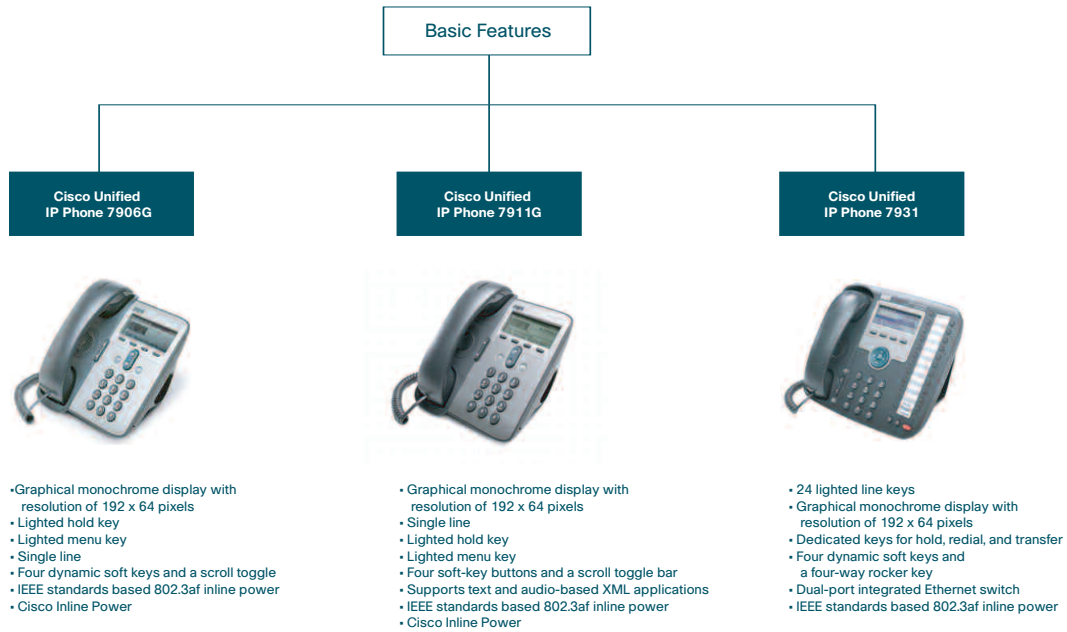 Basic Features
Cisco Unified
IP Phone 7906G
Cisco Unified
IP Phone 7911G
Cisco Unified
IP Phone 7931
▪Graphical monochrome display with
resolution of 192 x 64 pixels
▪ Lighted hold key
▪ Lighted menu key
▪ Single line
▪ Four dynamic soft keys and a scroll toggle
▪ IEEE standards based 802.3af inline power
▪ Cisco Inline Power
▪ Graphical monochrome display with
resolution of 192 x 64 pixels
▪ Single line
▪ Lighted hold key
▪ Lighted menu key
▪ Four soft-key buttons and a scroll toggle bar
▪ Supports text and audio-based XML applications
▪ IEEE standards based 802.3af inline power
▪ Cisco Inline Power
▪ 24 lighted line keys
▪ Graphical monochrome display with
resolution of 192 x 64 pixels
▪ Dedicated keys for hold, redial, and transfer
▪ Four dynamic soft keys and
a four-way rocker key
▪ Dual-port integrated Ethernet switch
▪ IEEE standards based 802.3af inline power